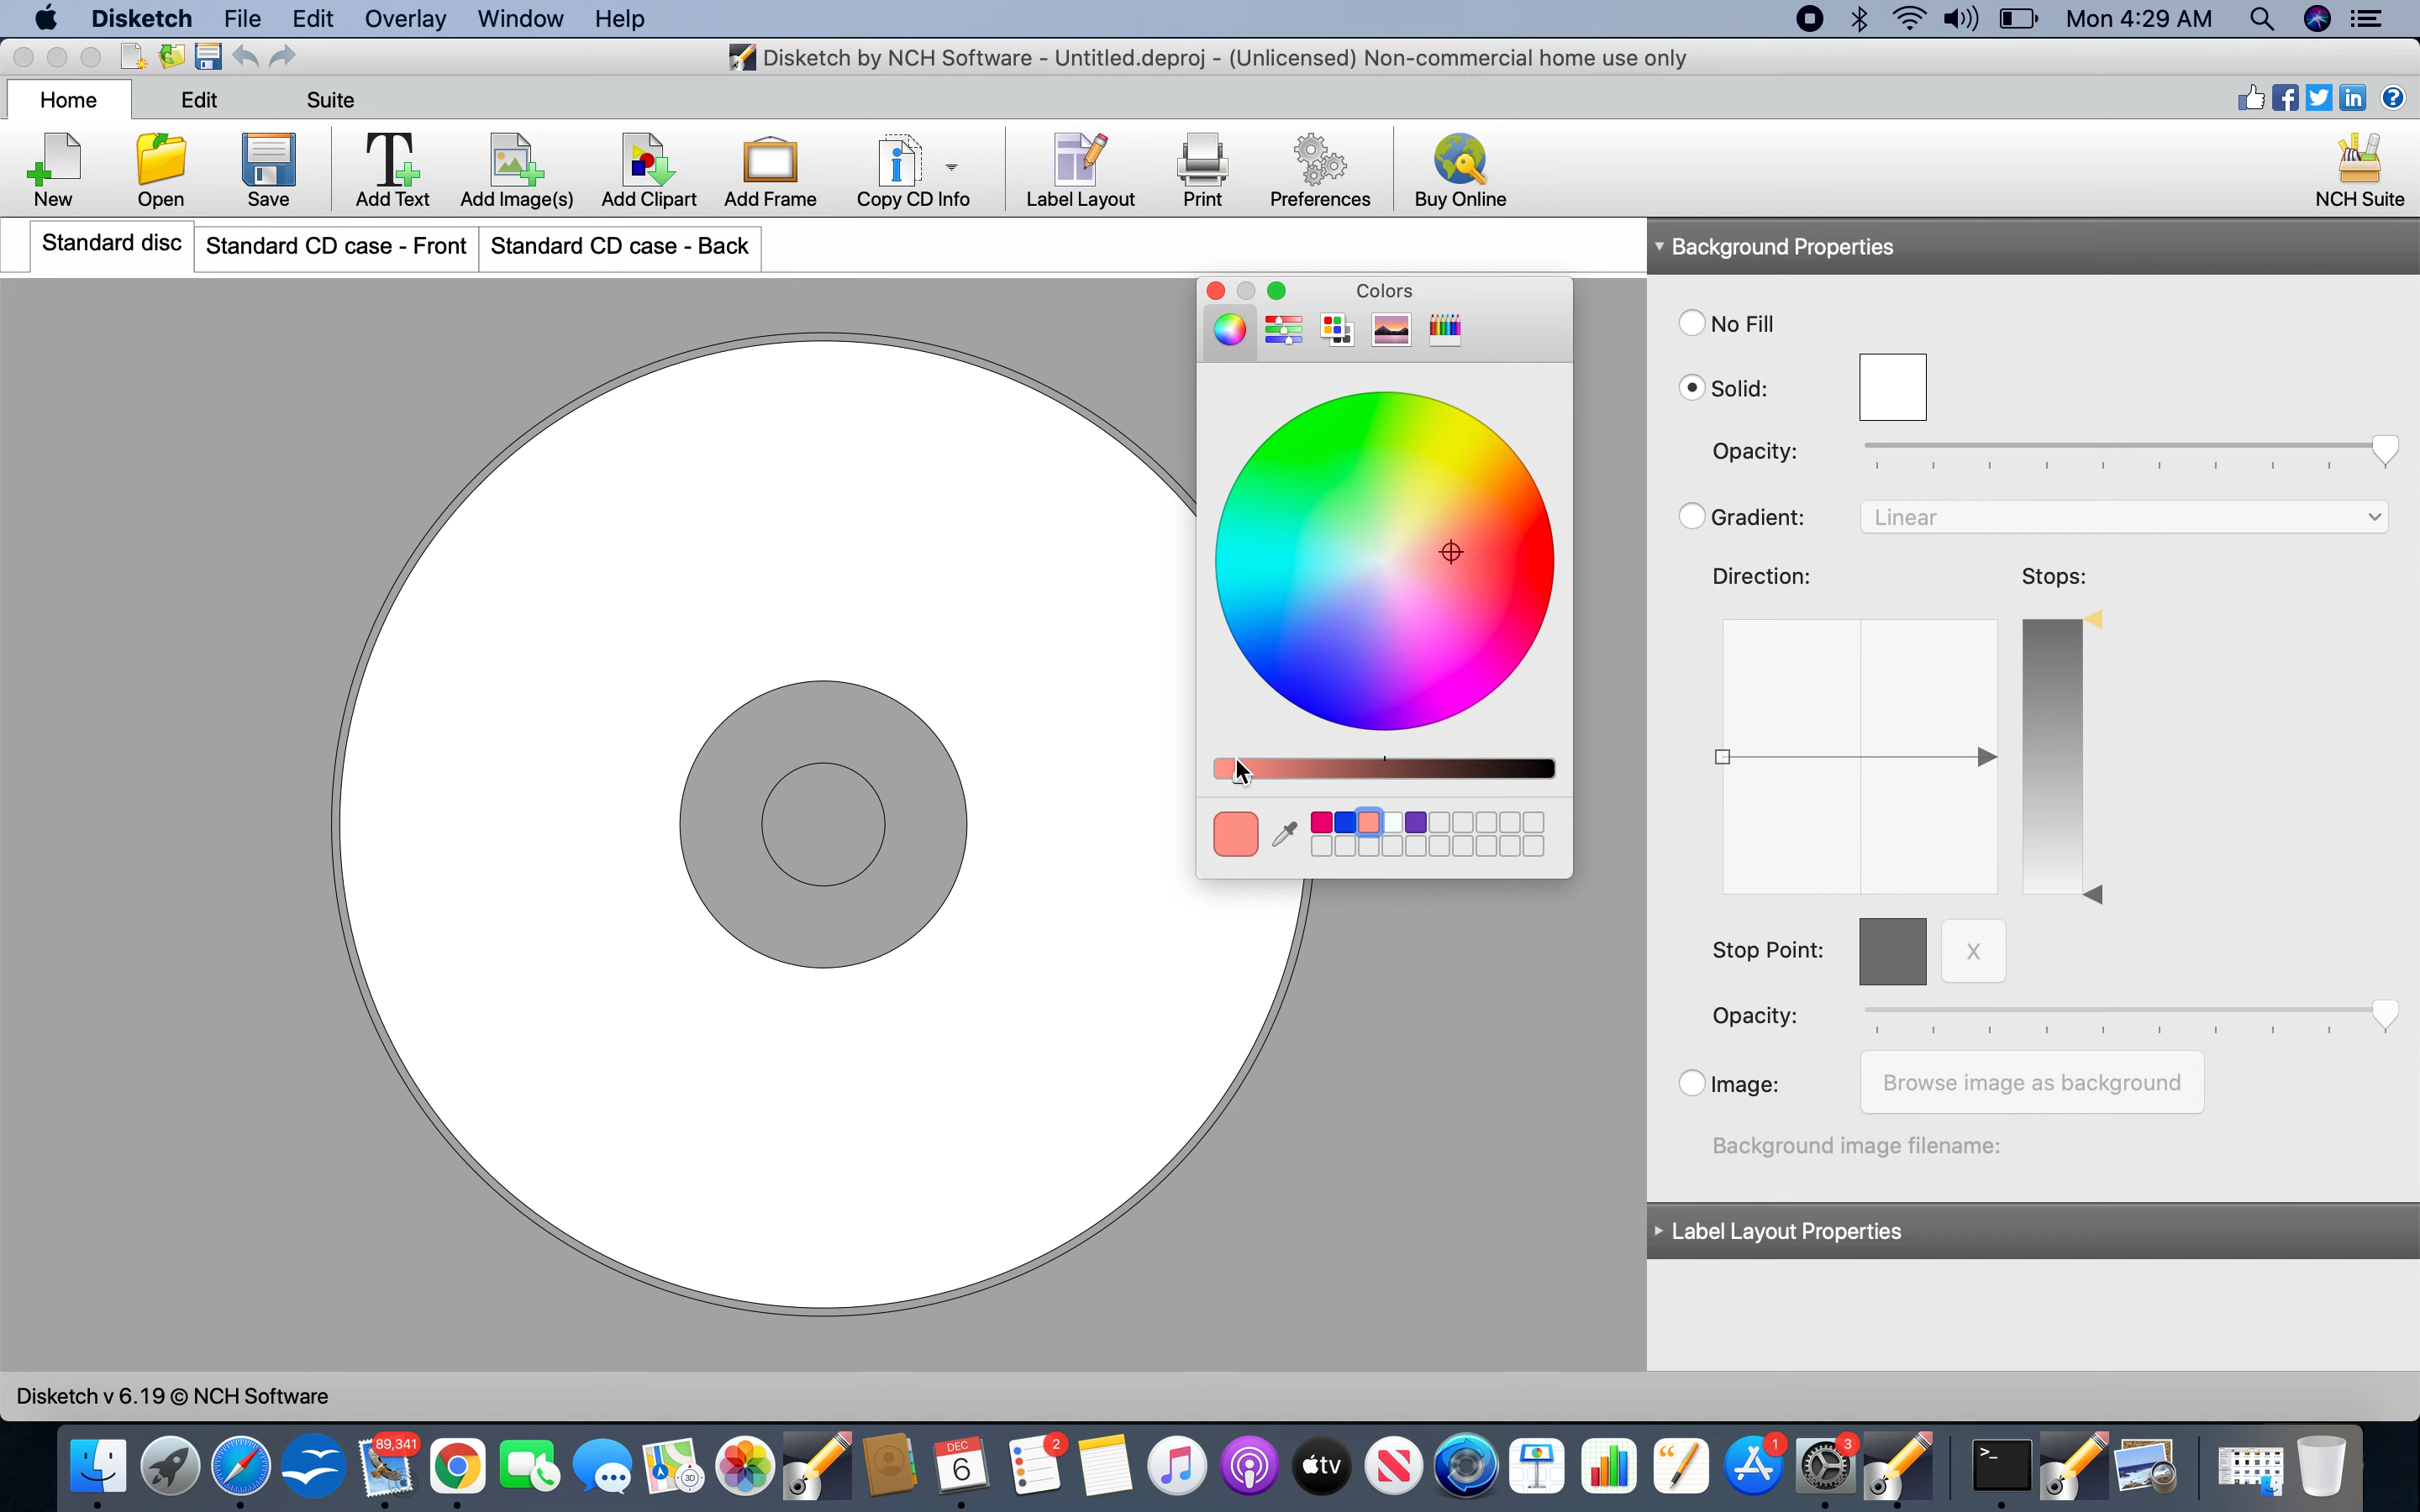 Disketch File Edit Overlay Window Help Mon 4:29 AM
Disketch by NCH Software - Untitled.deproj - (Unlicensed) Non-commercial home use only
Home Edit Suite
New Open Save Add Text Add Image(s) Add Clipart Add Frame Copy CD Info Label Layout Print Preferences Buy Online NCH Suite
Standard disc Standard CD case - Front Standard CD case - Back
Background Properties
Colors
No Fill
Solid:
Opacity:
Gradient: Linear
Direction: Stops:
Stop Point: X
Opacity:
Image: Browse image as background
Background image filename:
Label Layout Properties
Disketch v 6.19 © NCH Software
89,341
3D
DEC
6
2
tv
1
3
>_